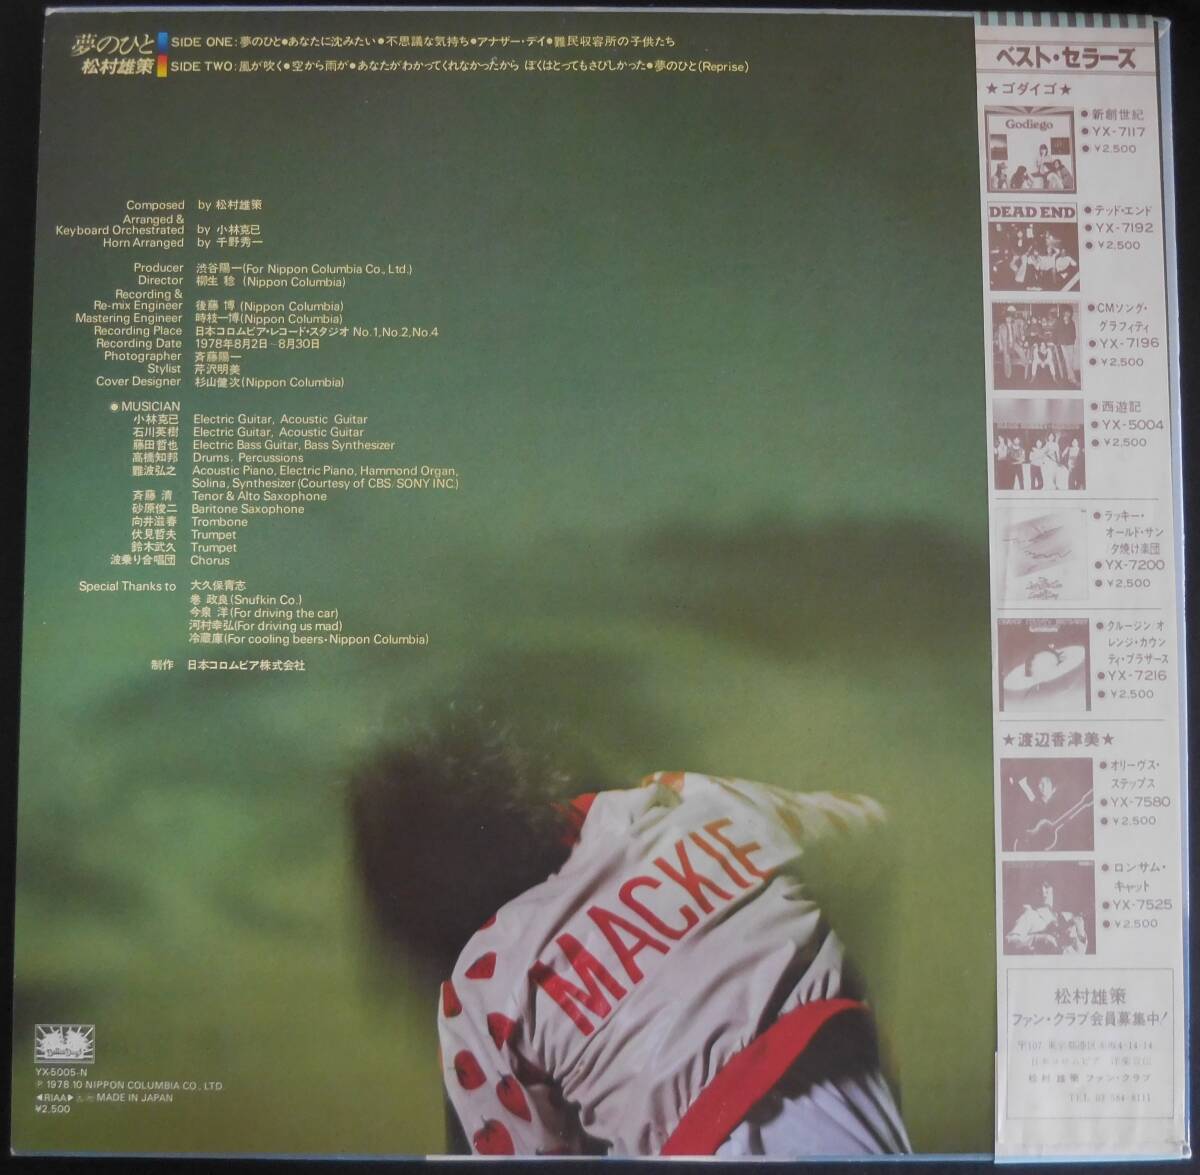 夢のひと
松村雄策
SIDE ONE: 夢のひと●あなたに沈みたい●不思議な気持ち●アナザー・デイ●難民収容所の子供たち
SIDE TWO: 風が吹く●空から雨が●あなたがわかってくれなかったから ぼくはとってもさびしかった●夢のひと(Reprise)
Composed by 松村雄策
Arranged &
Keyboard Orchestrated by 小林克已
Horn Arranged by 千野秀一
Producer 渋谷陽一(For Nippon Columbia Co., Ltd.)
Director 柳生 稔 (Nippon Columbia)
Recording &
Re-mix Engineer 後藤 博 (Nippon Columbia)
Mastering Engineer 時枝一博 (Nippon Columbia)
Recording Place 日本コロムビア・レコード・スタジオ No.1,No.2,No.4
Recording Date 1978年8月2日~8月30日
Photographer 斉藤陽一
Stylist 芹沢明美
Cover Designer 杉山健次(Nippon Columbia)
● MUSICIAN
小林克已 Electric Guitar, Acoustic Guitar
石川英樹 Electric Guitar, Acoustic Guitar
藤田哲也 Electric Bass Guitar, Bass Synthesizer
高橋知邦 Drums, Percussions
難波弘之 Acoustic Piano, Electric Piano, Hammond Organ,
Solina, Synthesizer (Courtesy of CBS/SONY INC.)
斉藤 清 Tenor & Alto Saxophone
砂原俊二 Baritone Saxophone
向井滋春 Trombone
伏見哲夫 Trumpet
鈴木武久 Trumpet
波乗り合唱団 Chorus
Special Thanks to 大久保青志
巻 政良 (Snufkin Co.)
今泉 洋 (For driving the car)
河村幸弘 (For driving us mad)
冷蔵庫 (For cooling beers・Nippon Columbia)
制作 日本コロムビア株式会社
MACKIE
YX-5005-N
℗ 1978.10 NIPPON COLUMBIA CO., LTD.
◀RIAA▶ MADE IN JAPAN
¥2,500
ベスト・セラーズ
★ゴダイゴ★
Godiego
●新創世紀
●YX-7117
●¥2,500
DEAD END
●デッド・エンド
●YX-7192
●¥2,500
●CMソング・
グラフィティ
●YX-7196
●¥2,500
●西遊記
●YX-5004
●¥2,500
●ラッキー・
オールド・サン
夕焼け楽団
●YX-7200
●¥2,500
●クルージン/オ
レンジ・カウン
ティ・ブラザース
●YX-7216
●¥2,500
★渡辺香津美★
●オリーヴス・
ステップス
●YX-7580
●¥2,500
●ロンサム・
キャット
●YX-7525
●¥2,500
松村雄策
ファン・クラブ会員募集中!
〒107 東京都港区赤坂4-14-14
日本コロムビア 洋楽宣伝
松村雄策ファン・クラブ
TEL 03-584-8111